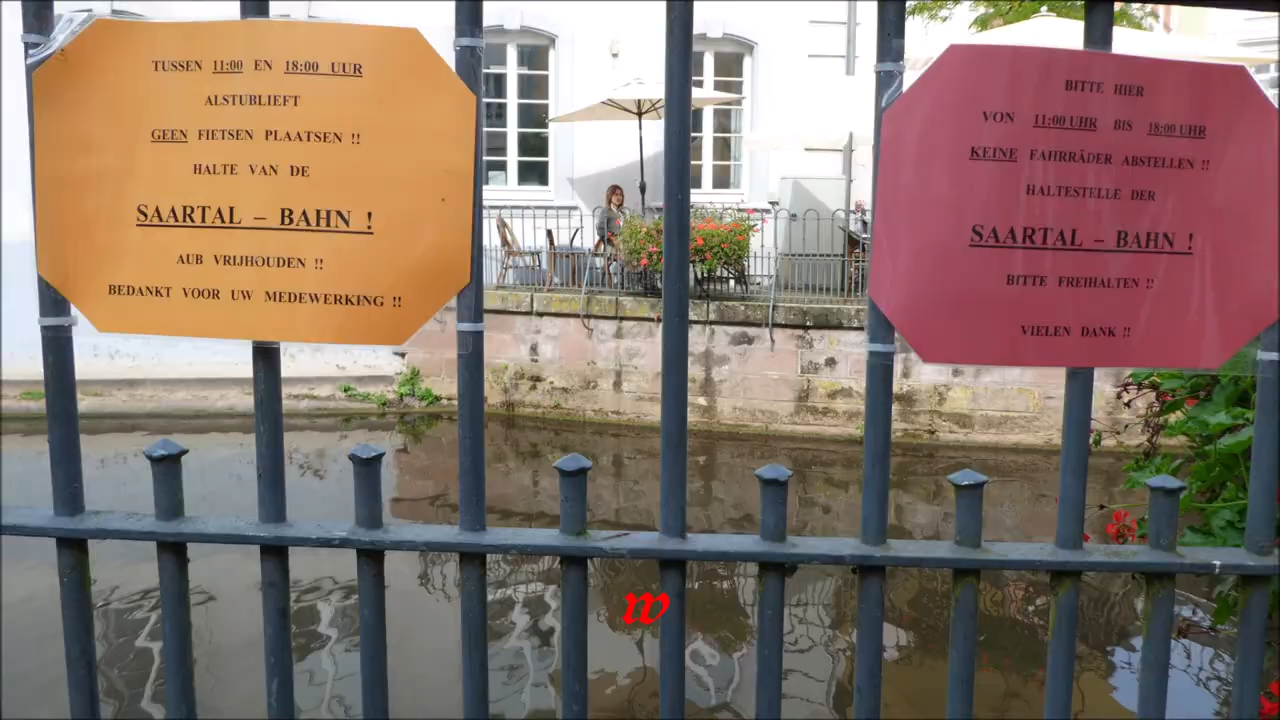 TUSSEN 11:00 EN 18:00 UUR
ALSTUBLIEFT
GEEN FIETSEN PLAATSEN !!
HALTE VAN DE
SAARTAL – BAHN !
AUB VRIJHOUDEN !!
BEDANKT VOOR UW MEDEWERKING !!
BITTE HIER
VON 11:00 UHR BIS 18:00 UHR
KEINE FAHRRÄDER ABSTELLEN !!
HALTESTELLE DER
SAARTAL – BAHN !
BITTE FREIHALTEN !!
VIELEN DANK !!
w